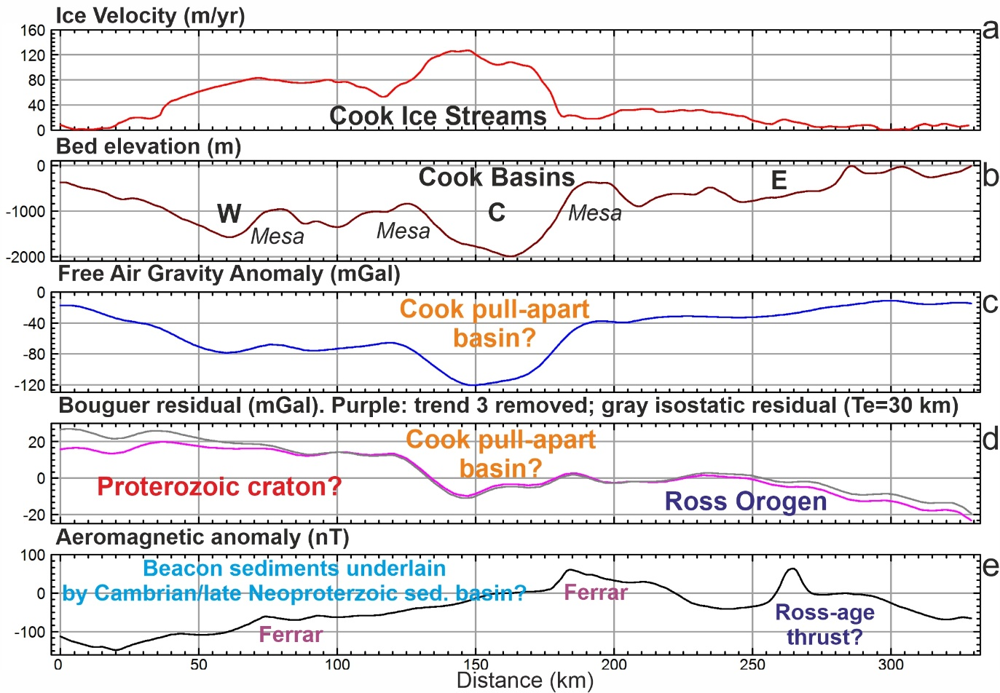 Ice Velocity (m/yr)
a
160
120
80
40
0
Cook Ice Streams
Bed elevation (m)
b
0
-1000
-2000
Cook Basins
W
C
E
Mesa
Mesa
Mesa
Free Air Gravity Anomaly (mGal)
c
0
-40
-80
-120
Cook pull-apart
basin?
Bouguer residual (mGal). Purple: trend 3 removed; gray isostatic residual (Te=30 km)
d
20
0
-20
Cook pull-apart
basin?
Proterozoic craton?
Ross Orogen
Aeromagnetic anomaly (nT)
e
100
0
-100
Beacon sediments underlain
by Cambrian/late Neoproterzoic sed. basin?
Ferrar
Ferrar
Ross-age
thrust?
0 50 100 150 200 250 300
Distance (km)